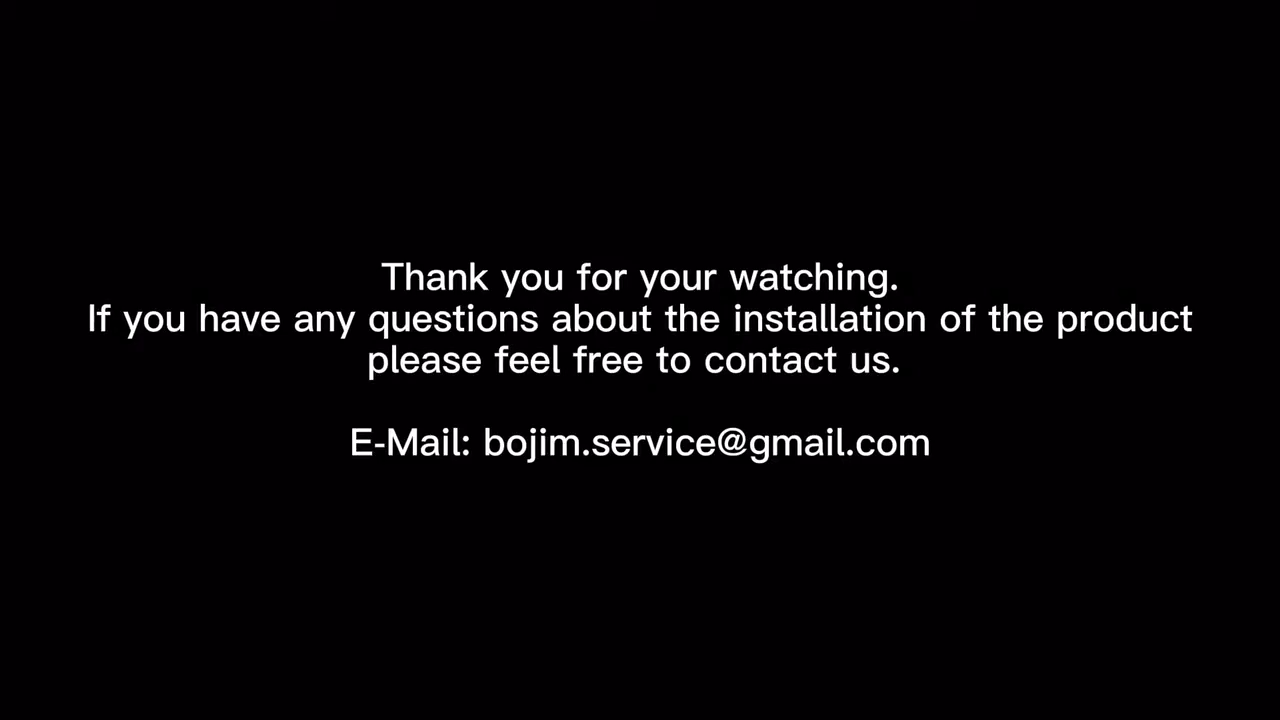 Thank you for your watching.
If you have any questions about the installation of the product
please feel free to contact us.
E-Mail: bojim.service@gmail.com